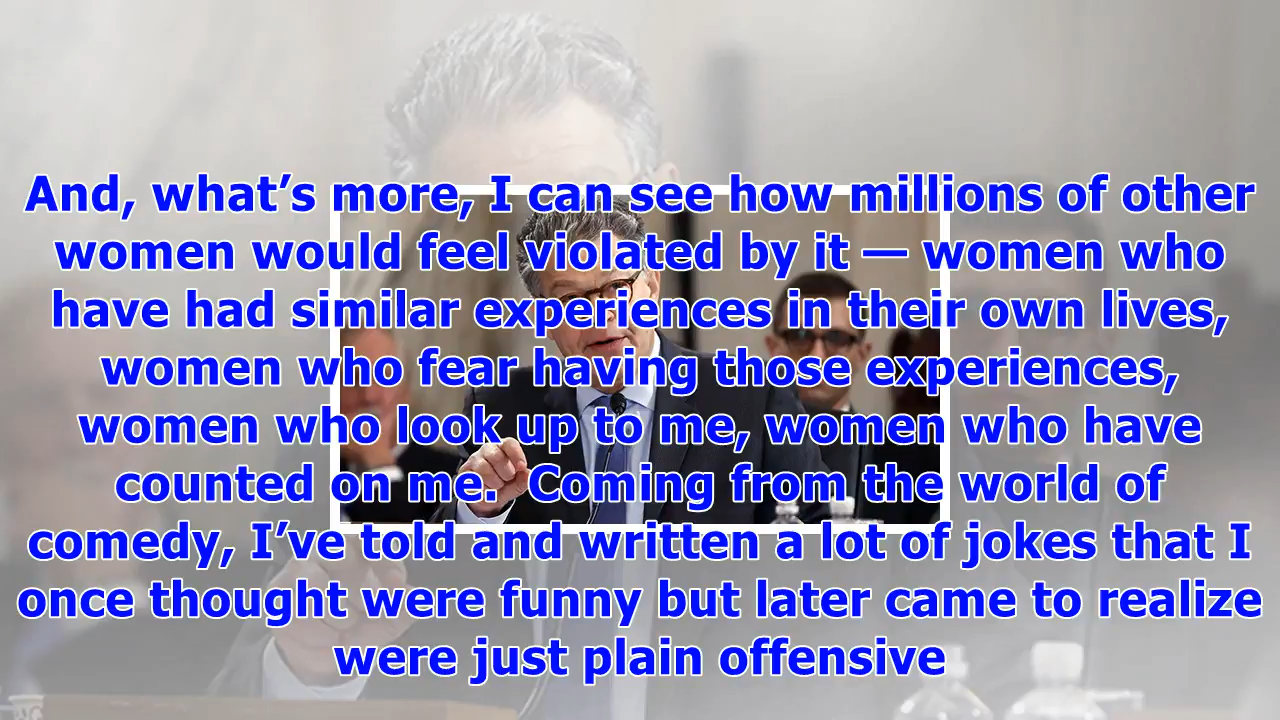 And, what’s more, I can see how millions of other
women would feel violated by it — women who
have had similar experiences in their own lives,
women who fear having those experiences,
women who look up to me, women who have
counted on me.  Coming from the world of
comedy, I’ve told and written a lot of jokes that I
once thought were funny but later came to realize
were just plain offensive